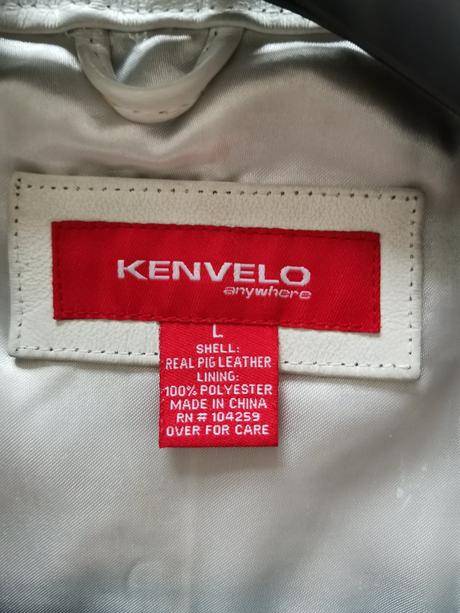 KENVELO
anywhere
L
SHELL:
REAL PIG LEATHER
LINING:
100% POLYESTER
MADE IN CHINA
RN # 104259
OVER FOR CARE